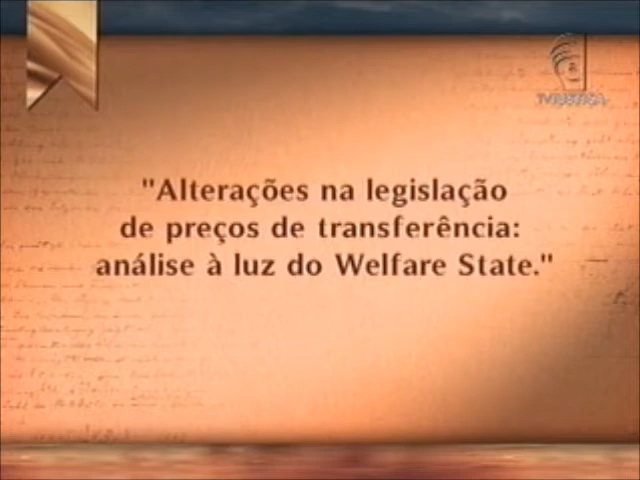 TV JUSTIÇA
"Alterações na legislação
de preços de transferência:
análise à luz do Welfare State."